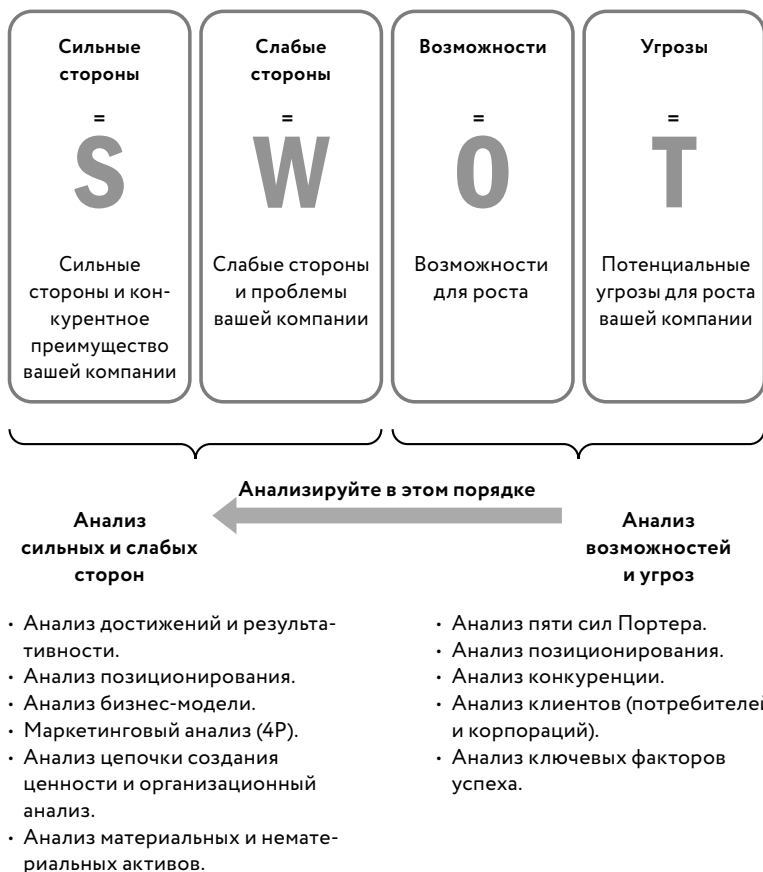 Сильные
стороны
=
S
Сильные
стороны и кон-
курентное
преимущество
вашей компании
Слабые
стороны
=
W
Слабые стороны
и проблемы
вашей компании
Возможности
=
O
Возможности
для роста
Угрозы
=
T
Потенциальные
угрозы для роста
вашей компании
Анализируйте в этом порядке
Анализ
сильных и слабых
сторон
• Анализ достижений и результа-
тивности.
• Анализ позиционирования.
• Анализ бизнес-модели.
• Маркетинговый анализ (4P).
• Анализ цепочки создания
ценности и организационный
анализ.
• Анализ материальных и немате-
риальных активов.
Анализ
возможностей
и угроз
• Анализ пяти сил Портера.
• Анализ позиционирования.
• Анализ конкуренции.
• Анализ клиентов (потребителей
и корпораций).
• Анализ ключевых факторов
успеха.